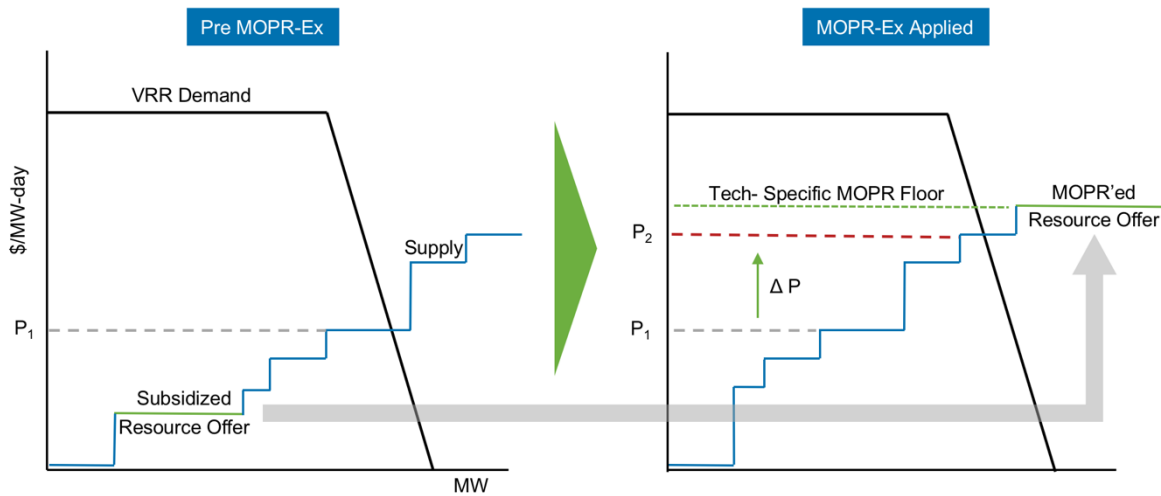 Pre MOPR-Ex
VRR Demand
$/MW-day
Supply
P1
Subsidized
Resource Offer
MW
MOPR-Ex Applied
Tech- Specific MOPR Floor
MOPR’ed
Resource Offer
P2
Δ P
P1